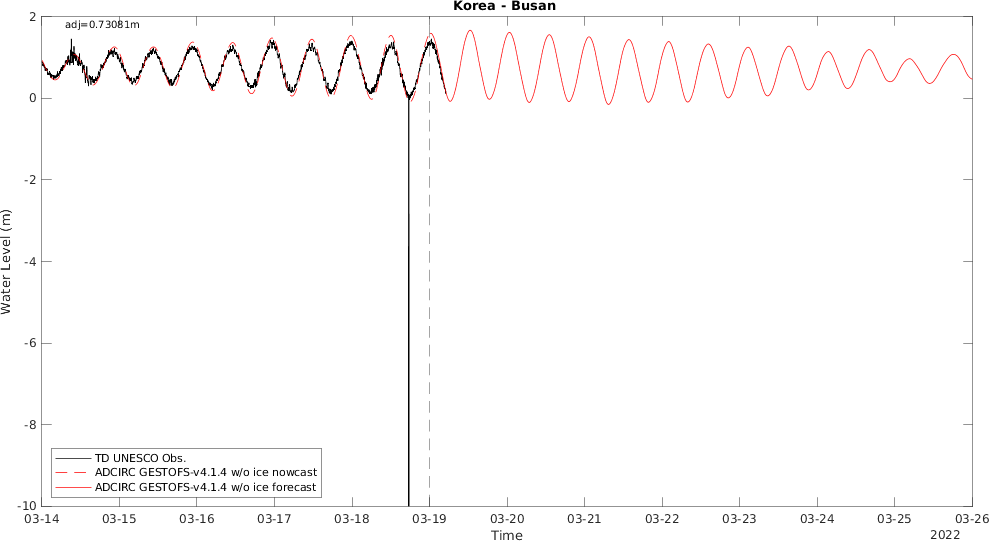 Korea - Busan
adj=0.73081m
2
0
-2
-4
-6
-8
-10
Water Level (m)
TD UNESCO Obs.
ADCIRC GESTOFS-v4.1.4 w/o ice nowcast
ADCIRC GESTOFS-v4.1.4 w/o ice forecast
03-14 03-15 03-16 03-17 03-18 03-19 03-20 03-21 03-22 03-23 03-24 03-25 03-26
Time
2022